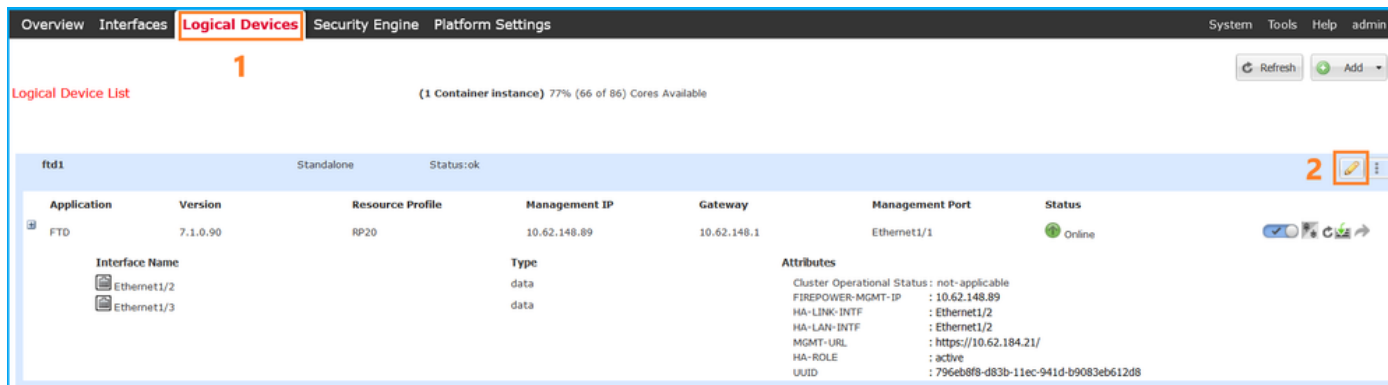 Overview Interfaces Logical Devices Security Engine Platform Settings System Tools Help admin
1
Refresh Add
Logical Device List (1 Container instance) 77% (66 of 86) Cores Available
ftd1 Standalone Status:ok 2
Application Version Resource Profile Management IP Gateway Management Port Status
FTD 7.1.0.90 RP20 10.62.148.89 10.62.148.1 Ethernet1/1 Online
Interface Name Type Attributes
Ethernet1/2 data Cluster Operational Status : not-applicable
Ethernet1/3 data FIREPOWER-MGMT-IP : 10.62.148.89
HA-LINK-INTF : Ethernet1/2
HA-LAN-INTF : Ethernet1/2
MGMT-URL : https://10.62.184.21/
HA-ROLE : active
UUID : 796eb8f8-d83b-11ec-941d-b9083eb612d8